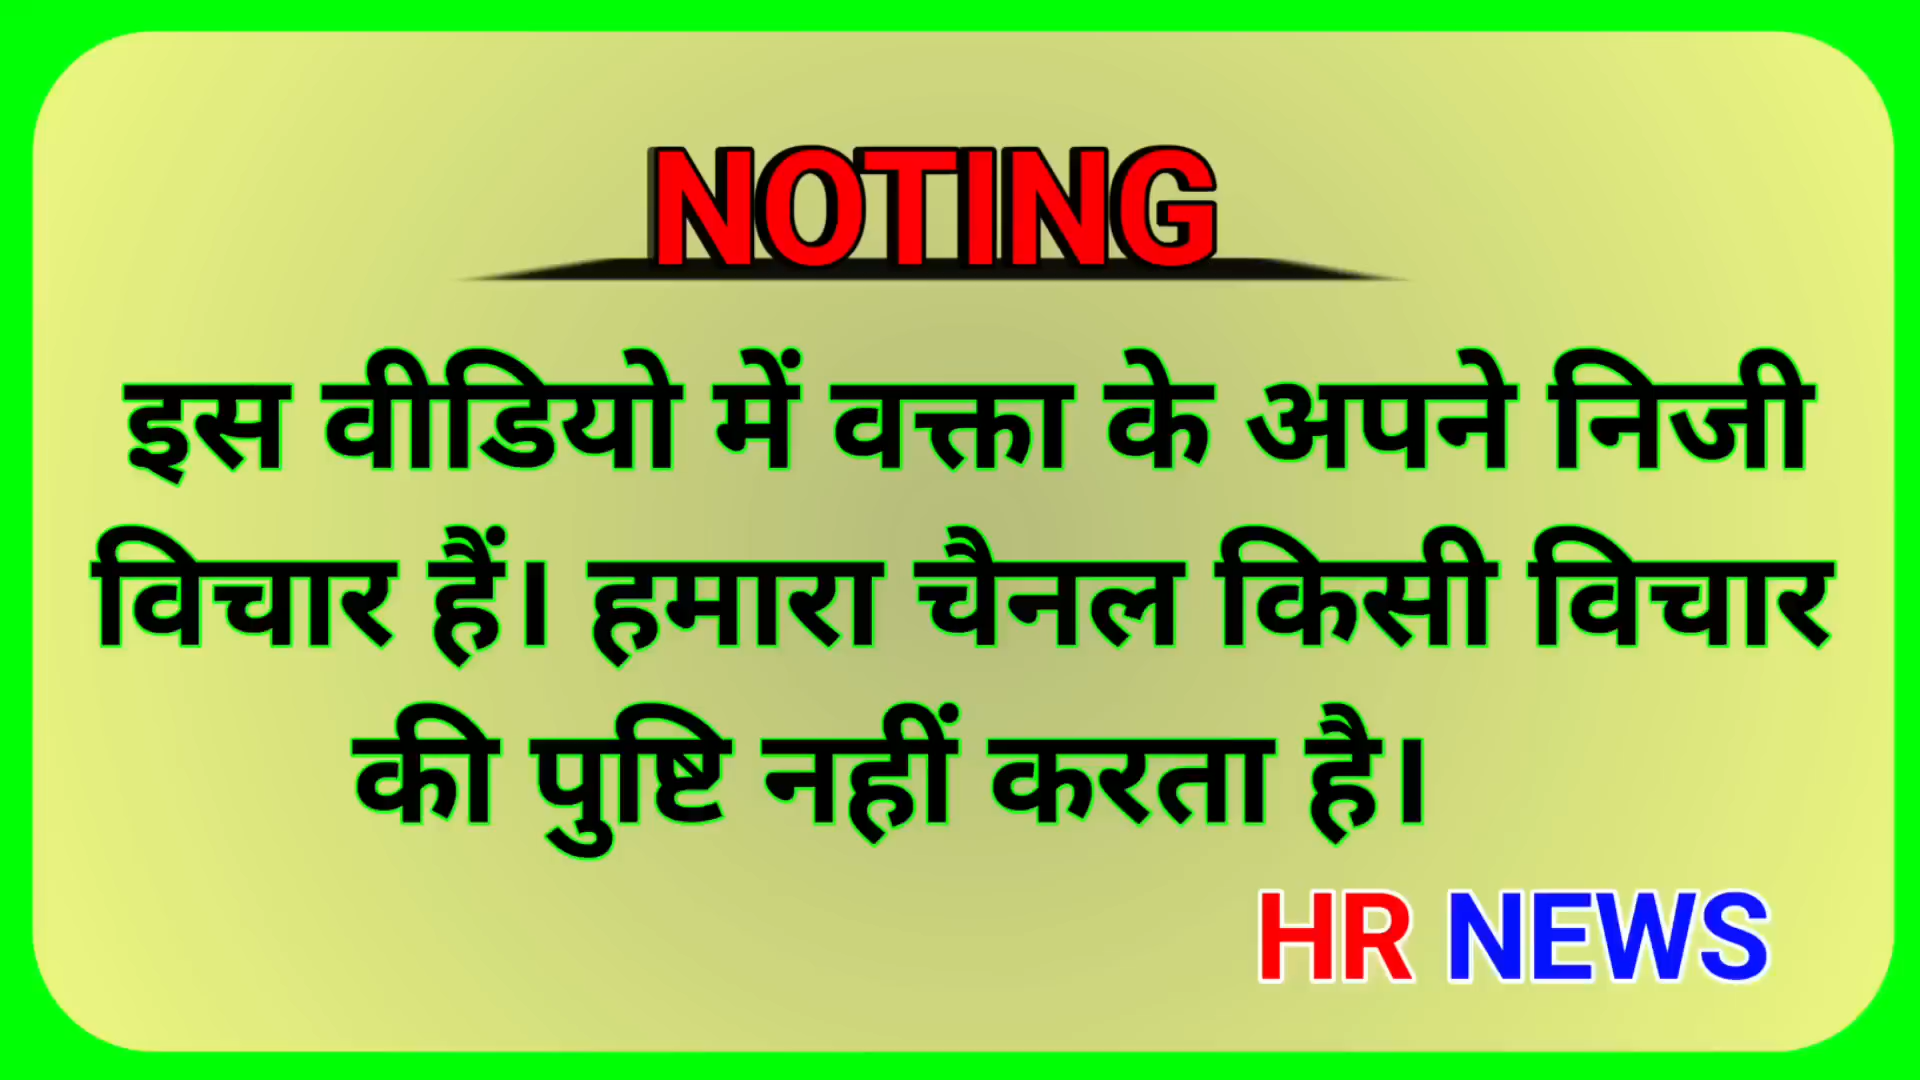 NOTING
इस वीडियो में वक्ता के अपने निजी
विचार हैं। हमारा चैनल किसी विचार
की पुष्टि नहीं करता है।
HR NEWS